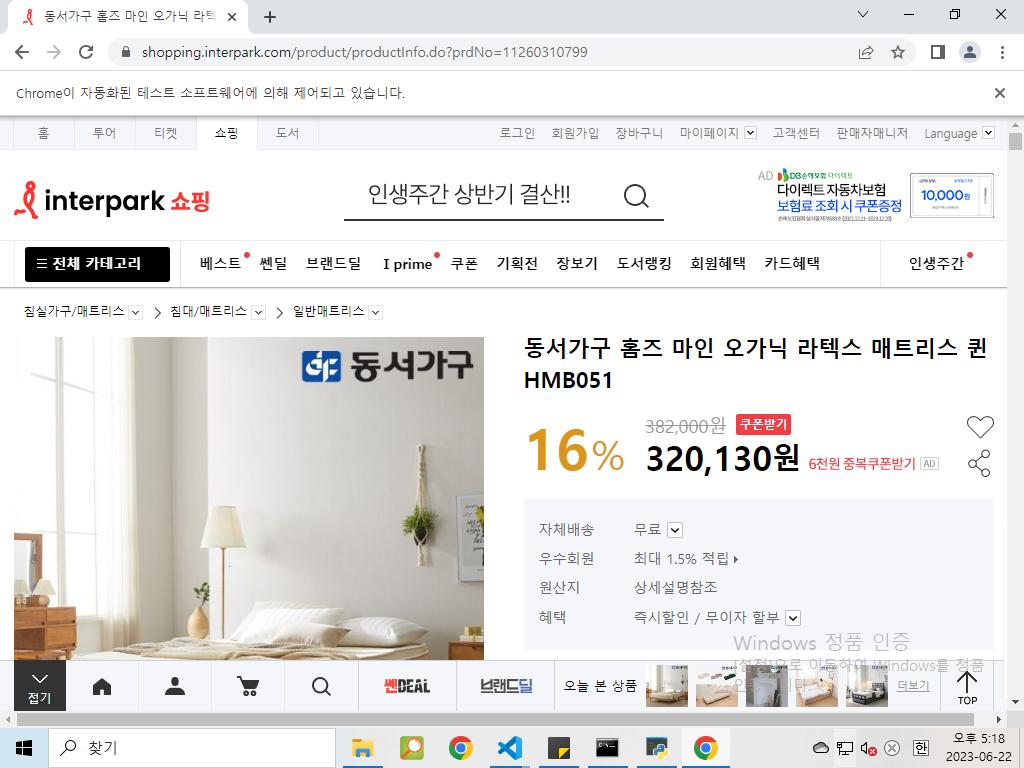 동서가구 홈즈 마인 오가닉 라텍
shopping.interpark.com/product/productInfo.do?prdNo=11260310799
Chrome이 자동화된 테스트 소프트웨어에 의해 제어되고 있습니다.
홈 투어 티켓 쇼핑 도서 로그인 회원가입 장바구니 마이페이지 고객센터 판매자매니저 Language
interpark 쇼핑
인생주간 상반기 결산!!
AD DB손해보험 다이렉트
다이렉트 자동차보험
보험료 조회 시 쿠폰증정
10,000원
전체 카테고리 베스트 쎈딜 브랜드딜 I prime 쿠폰 기획전 장보기 도서랭킹 회원혜택 카드혜택 인생주간
침실가구/매트리스 침대/매트리스 일반매트리스
동서가구
동서가구 홈즈 마인 오가닉 라텍스 매트리스 퀸
HMB051
16%
382,000원 쿠폰받기
320,130원 6천원 중복쿠폰받기 AD
자체배송 무료
우수회원 최대 1.5% 적립
원산지 상세설명참조
혜택 즉시할인 / 무이자 할부
Windows 정품 인증
[설정]으로 이동하여 Windows를 정품
접기
쎈DEAL
브랜드딜
오늘 본 상품
더보기
TOP
찾기
한
오후 5:18
2023-06-22